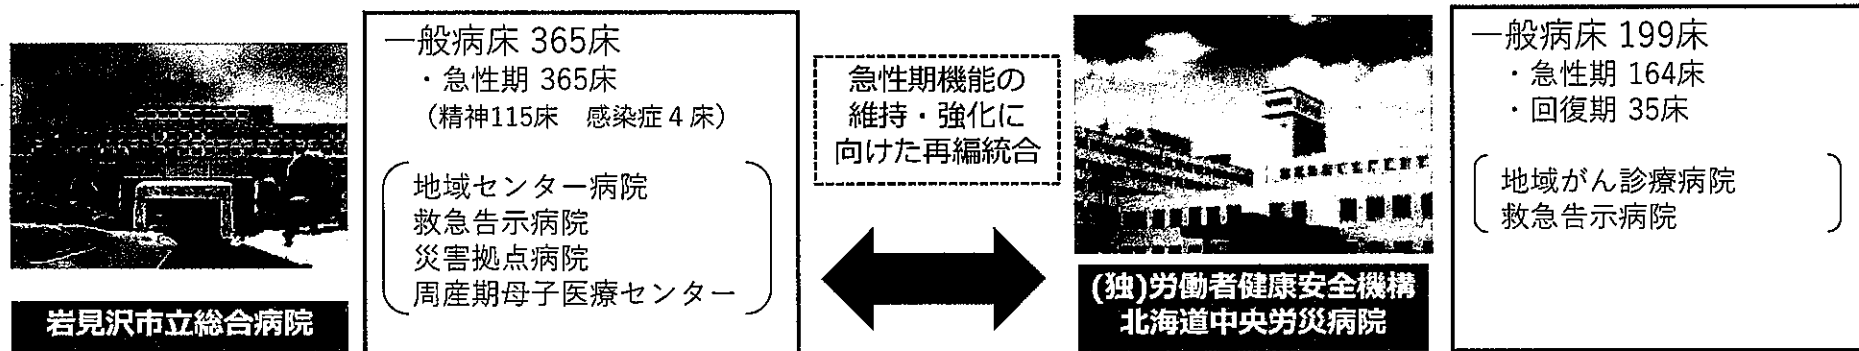 一般病床 365床
・急性期 365床
（精神115床　感染症４床）
地域センター病院
救急告示病院
災害拠点病院
周産期母子医療センター
岩見沢市立総合病院
急性期機能の
維持・強化に
向けた再編統合
(独)労働者健康安全機構
北海道中央労災病院
一般病床 199床
・急性期 164床
・回復期 35床
地域がん診療病院
救急告示病院